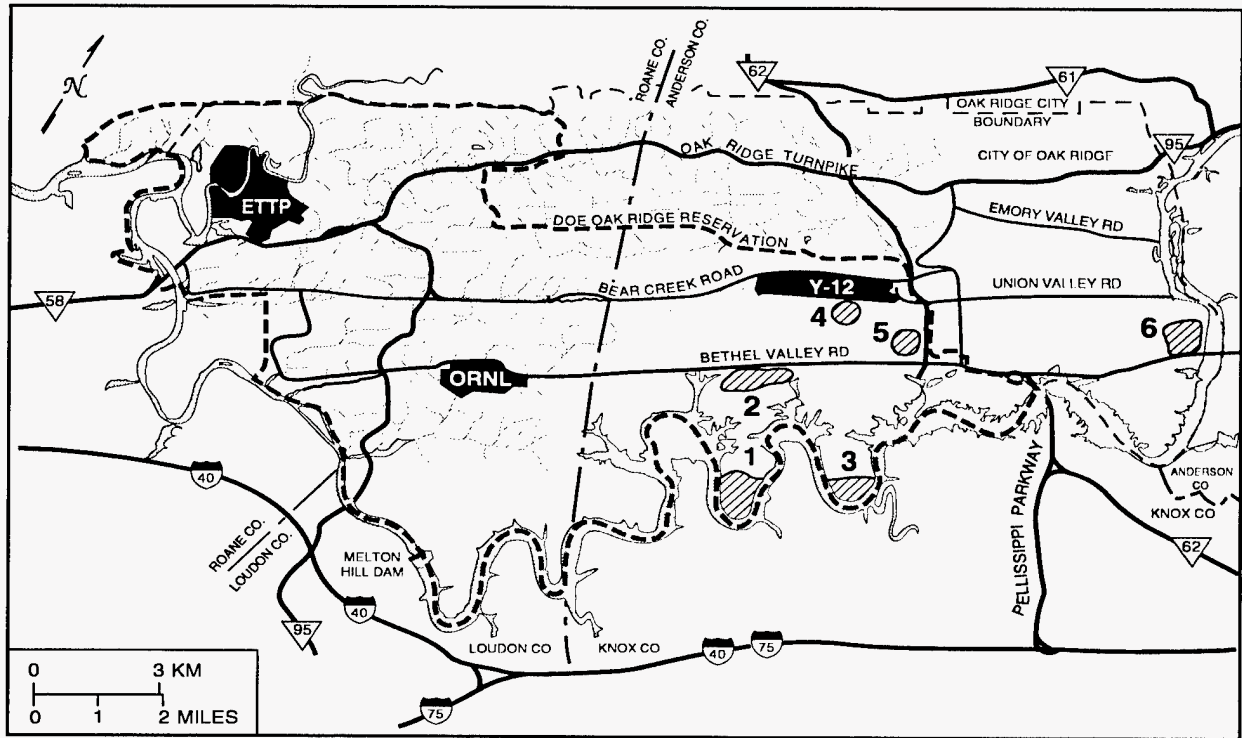 N
ROANE CO.
ANDERSON CO.
62
61
OAK RIDGE CITY
BOUNDARY
95
OAK RIDGE TURNPIKE
CITY OF OAK RIDGE
ETTP
EMORY VALLEY RD
DOE OAK RIDGE RESERVATION
BEAR CREEK ROAD
Y-12
UNION VALLEY RD
58
4
5
6
BETHEL VALLEY RD
ORNL
2
1
3
40
ANDERSON
CO
KNOX CO
PELLISSIPPI PARKWAY
62
ROANE CO.
LOUDON CO.
MELTON
HILL DAM
40
95
LOUDON CO
KNOX CO
40
75
75
0 3 KM
0 1 2 MILES